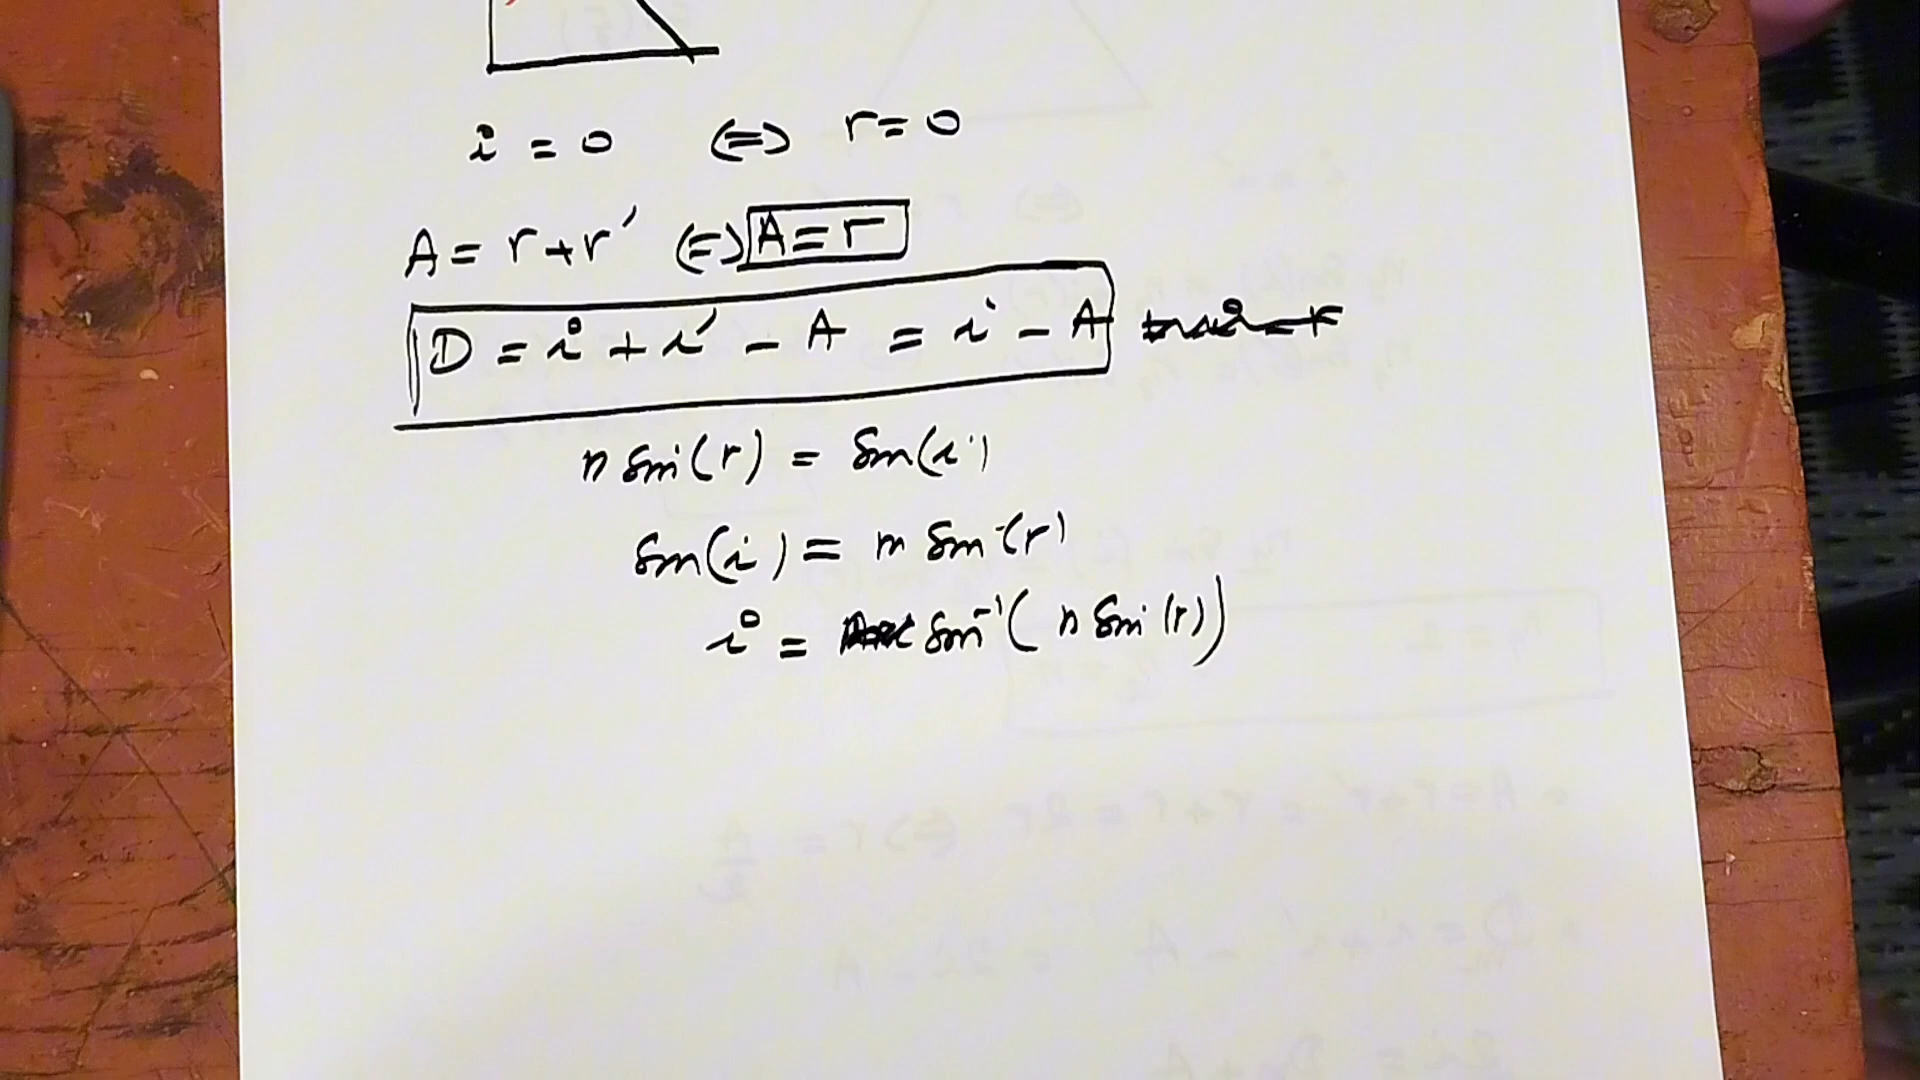 i = 0 ⇔ r = 0
A = r + r' ⇔ A = r
D = i + i' - A = i - A
n sin(r) = sin(i)
sin(i) = n sin(r)
i = sin⁻¹(n sin(r))